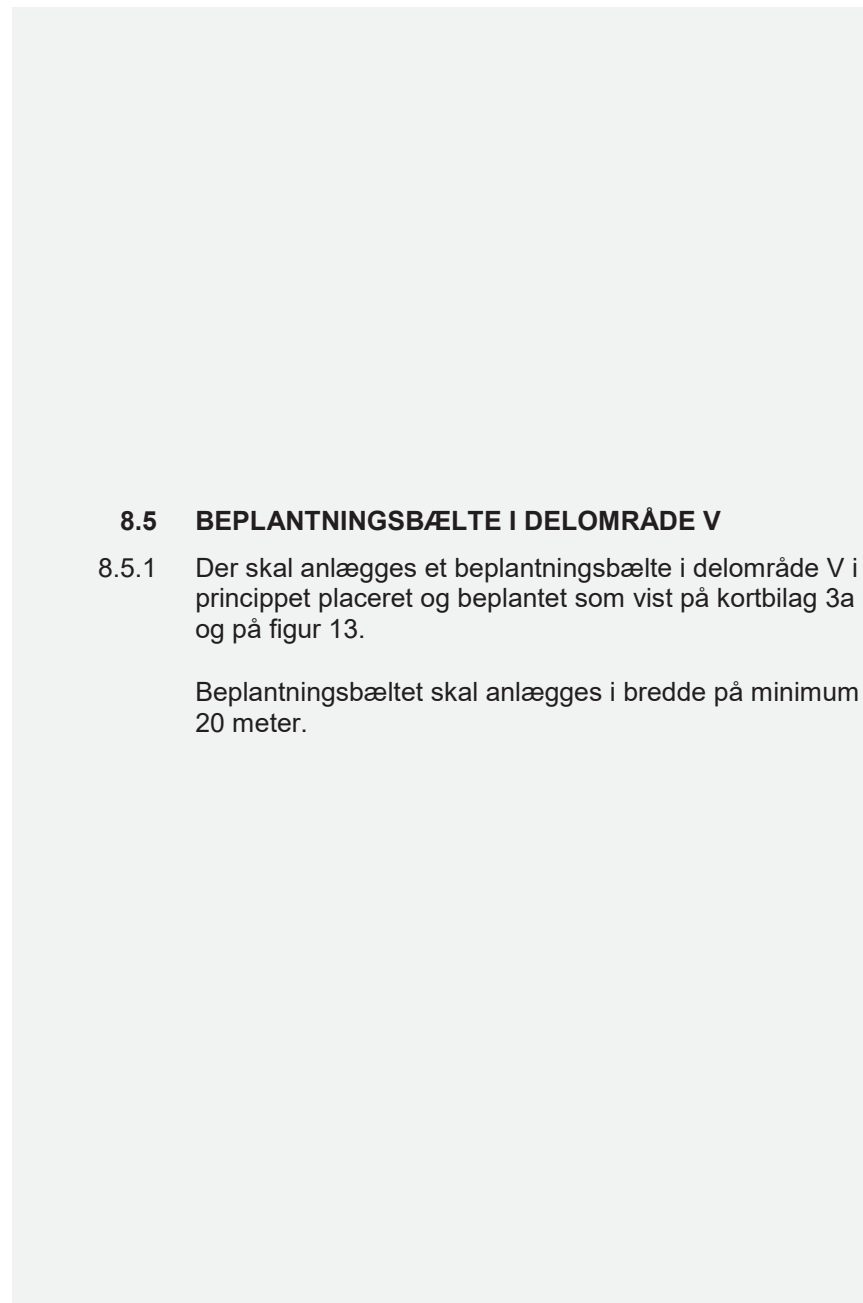 8.5 BEPLANTNINGSBÆLTE I DELOMRÅDE V
8.5.1 Der skal anlægges et beplantningsbælte i delområde V i
princippet placeret og beplantet som vist på kortbilag 3a
og på figur 13.
Beplantningsbæltet skal anlægges i bredde på minimum
20 meter.